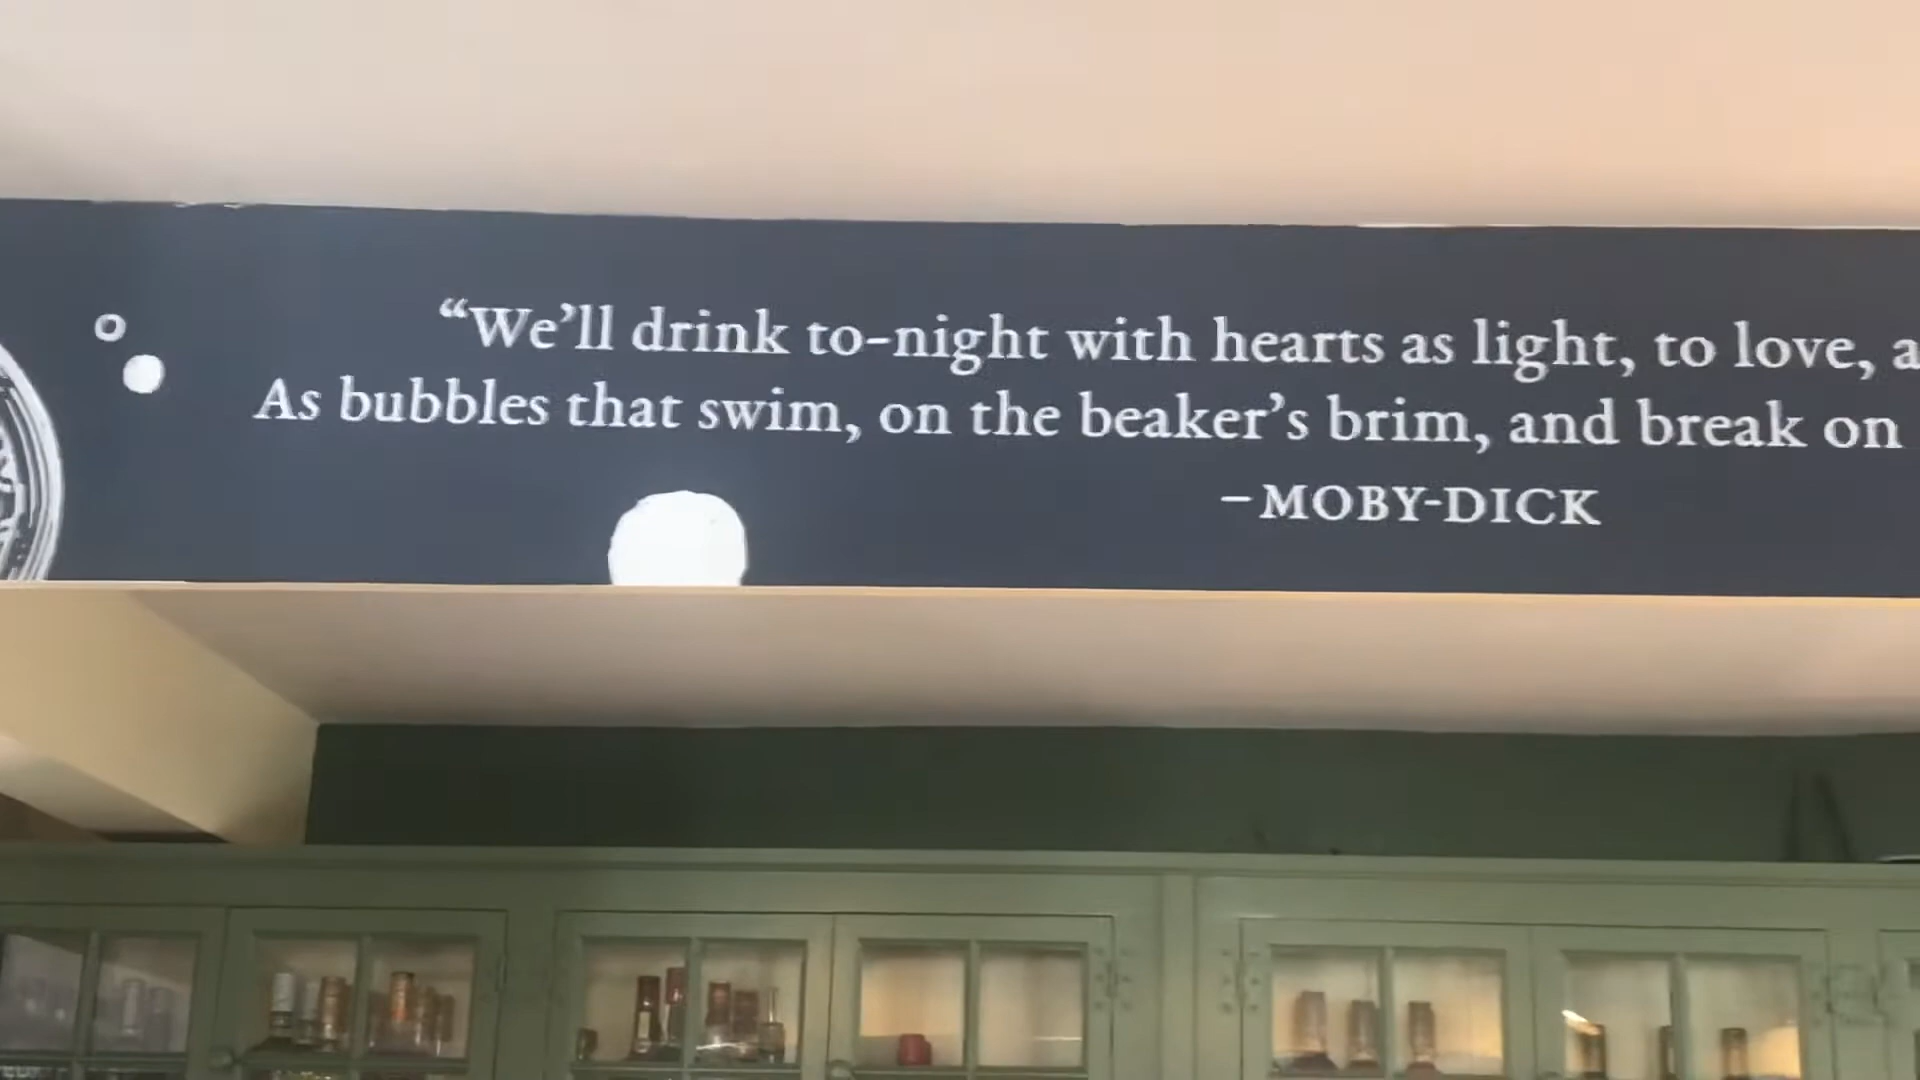 “We’ll drink to-night with hearts as light, to love, a
As bubbles that swim, on the beaker’s brim, and break on
–MOBY-DICK